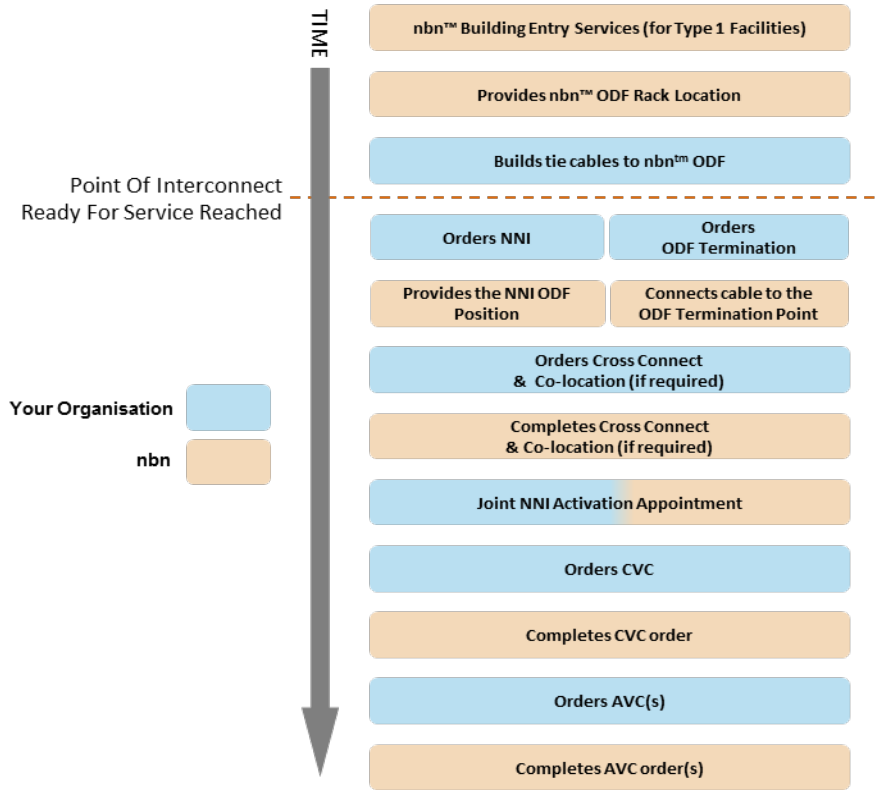 TIME
nbn™ Building Entry Services (for Type 1 Facilities)
Provides nbn™ ODF Rack Location
Builds tie cables to nbn™ ODF
Point Of Interconnect
Ready For Service Reached
Orders NNI
Orders
ODF Termination
Provides the NNI ODF
Position
Connects cable to the
ODF Termination Point
Orders Cross Connect
& Co-location (if required)
Your Organisation
nbn
Completes Cross Connect
& Co-location (if required)
Joint NNI Activation Appointment
Orders CVC
Completes CVC order
Orders AVC(s)
Completes AVC order(s)